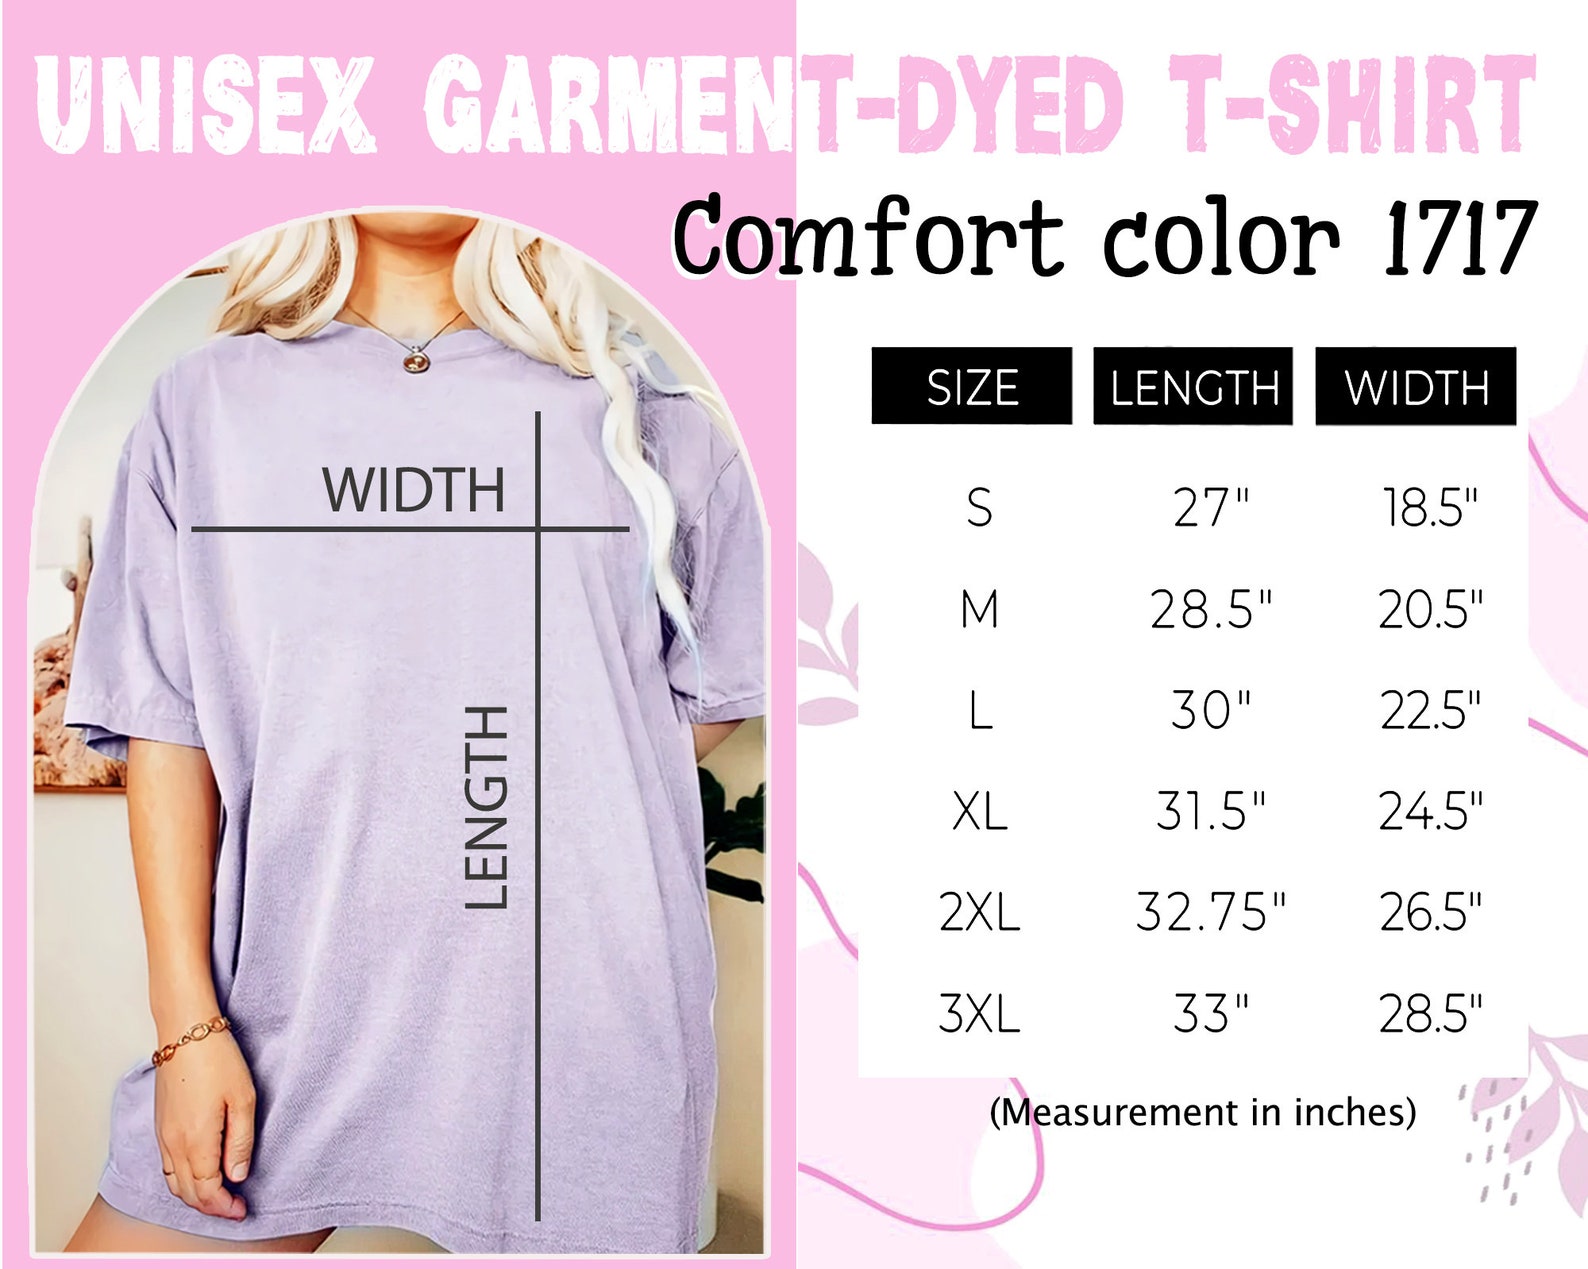 UNISEX GARMENT-DYED T-SHIRT
Comfort color 1717
SIZE LENGTH WIDTH
S 27" 18.5"
M 28.5" 20.5"
L 30" 22.5"
XL 31.5" 24.5"
2XL 32.75" 26.5"
3XL 33" 28.5"
(Measurement in inches)
WIDTH
LENGTH